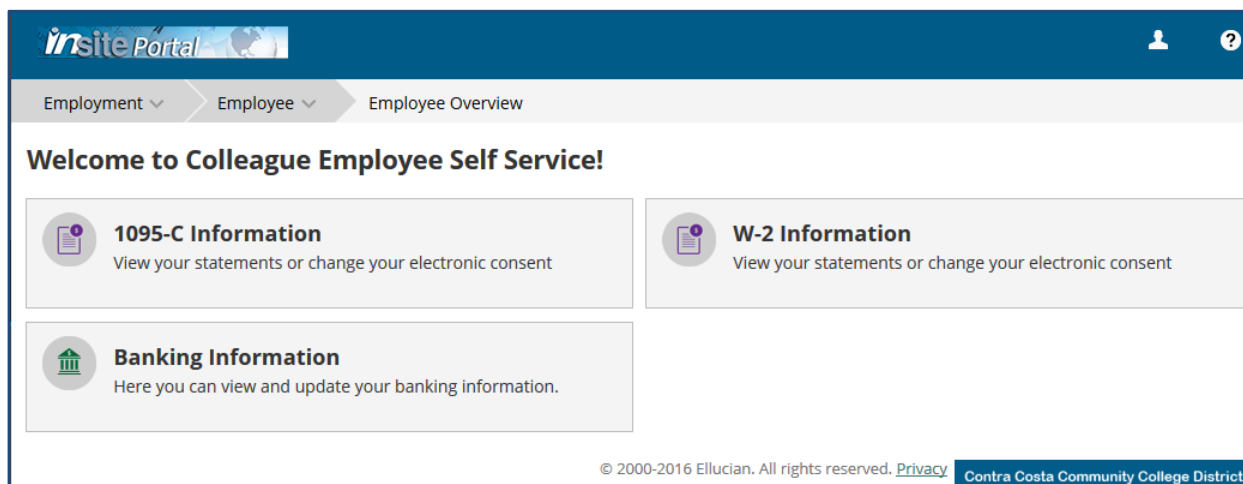 insite Portal
?
Employment Employee Employee Overview
Welcome to Colleague Employee Self Service!
1095-C Information
View your statements or change your electronic consent
W-2 Information
View your statements or change your electronic consent
Banking Information
Here you can view and update your banking information.
© 2000-2016 Ellucian. All rights reserved. Privacy
Contra Costa Community College District